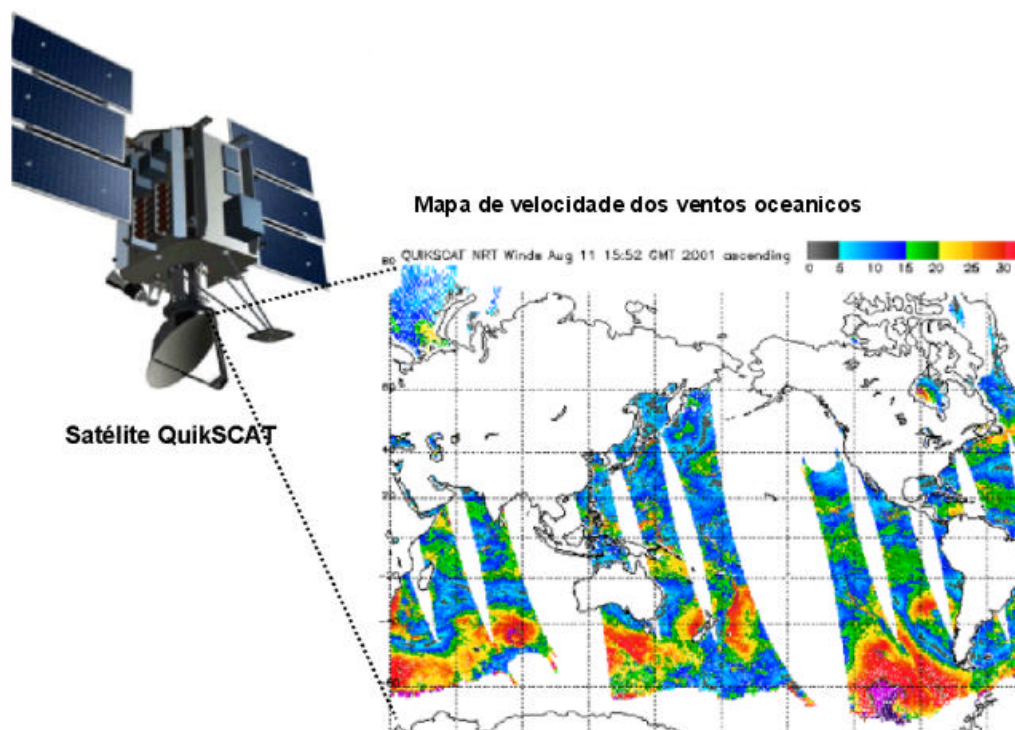 Mapa de velocidade dos ventos oceanicos
QUIKSCAT NRT Winds Aug 11 15:52 GMT 2001 ascending
0 5 10 15 20 25 30
80
Satélite QuikSCAT